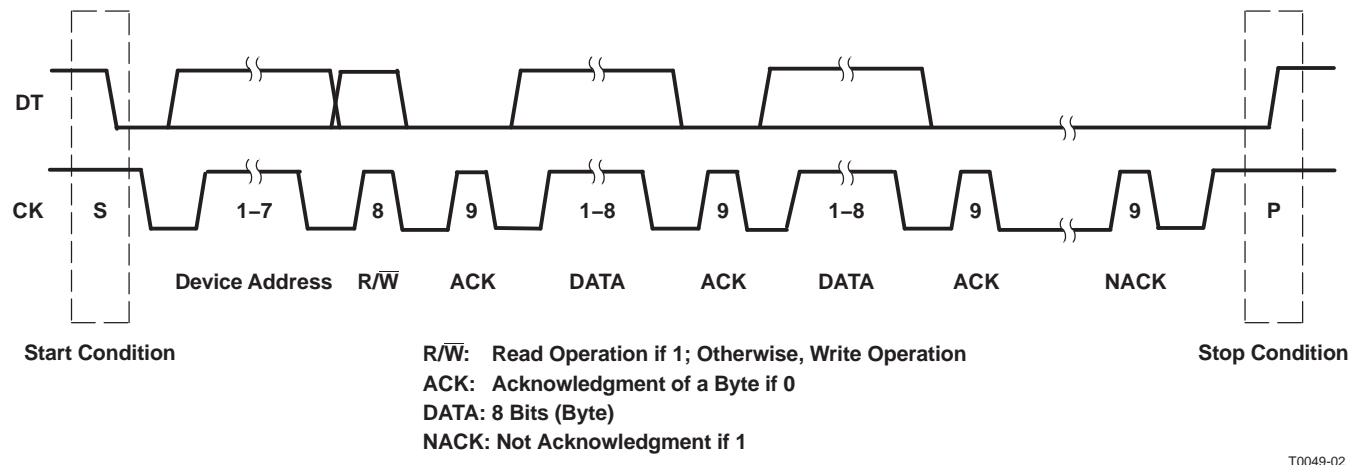 DT
CK S 1–7 8 9 1–8 9 1–8 9 9 P
Device Address R/W̅ ACK DATA ACK DATA ACK NACK
Start Condition
Stop Condition
R/W̅: Read Operation if 1; Otherwise, Write Operation
ACK: Acknowledgment of a Byte if 0
DATA: 8 Bits (Byte)
NACK: Not Acknowledgment if 1
T0049-02